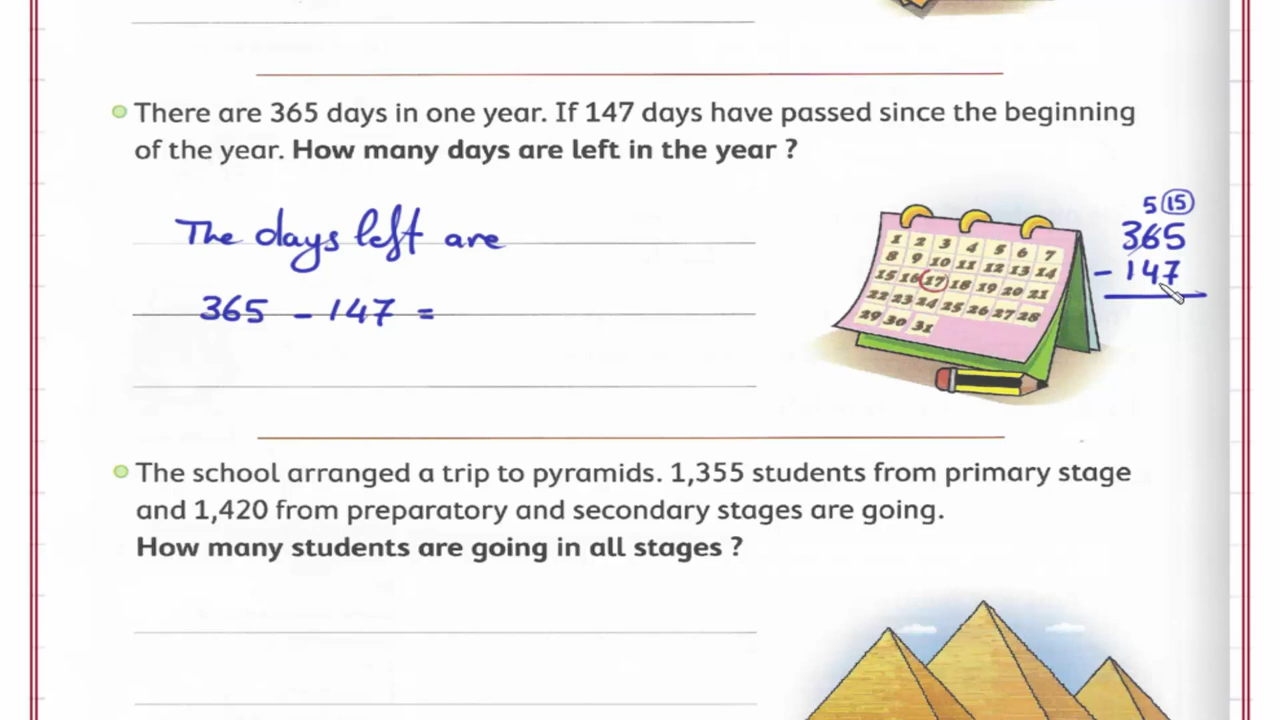 There are 365 days in one year. If 147 days have passed since the beginning
of the year. How many days are left in the year ?
The days left are
365 - 147 =
5 15
365
- 147
1 2 3 4 5 6 7
8 9 10 11 12 13 14
15 16 17 18 19 20 21
22 23 24 25 26 27 28
29 30 31
The school arranged a trip to pyramids. 1,355 students from primary stage
and 1,420 from preparatory and secondary stages are going.
How many students are going in all stages ?